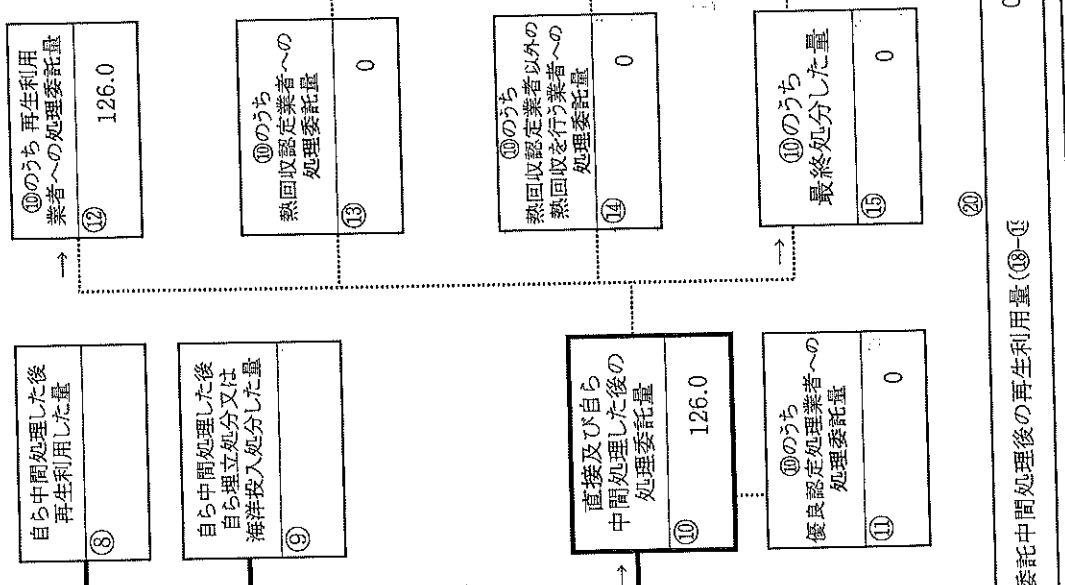 自ら中間処理した後
再生利用した量
⑧
自ら中間処理した後
自ら埋立処分又は
海洋投入処分した量
⑨
直接及び自ら
中間処理した後の
処理委託量
⑩
126.0
⑩のうち
優良認定処理業者への
処理委託量
⑪
0
⑩のうち 再生利用
業者への処理委託量
⑫
126.0
⑩のうち
熱回収認定業者への
処理委託量
⑬
0
⑩のうち
熱回収認定業者以外の
熱回収を行う業者への
処理委託量
⑭
0
⑩のうち
最終処分した量
⑮
0
⑳
委託中間処理後の再生利用量(⑱-⑲